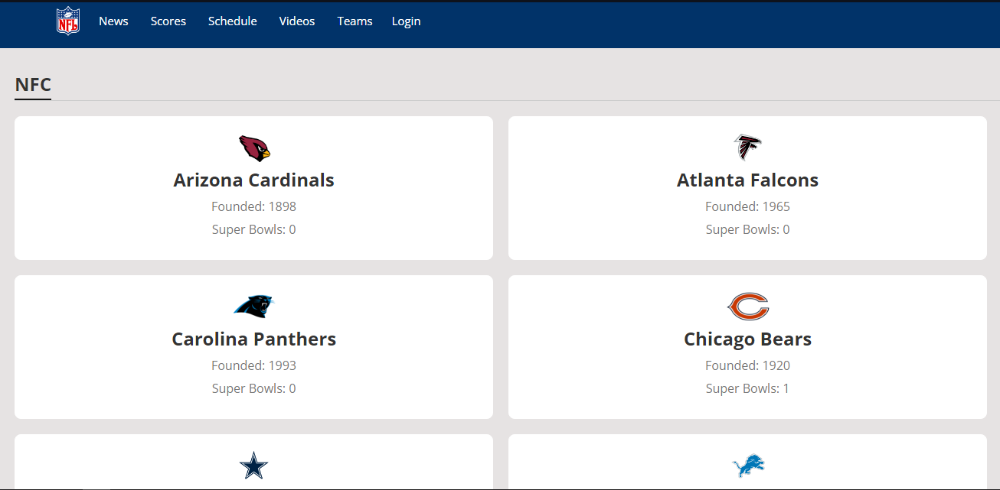 NFL News Scores Schedule Videos Teams Login
NFC
Arizona Cardinals
Founded: 1898
Super Bowls: 0
Atlanta Falcons
Founded: 1965
Super Bowls: 0
Carolina Panthers
Founded: 1993
Super Bowls: 0
Chicago Bears
Founded: 1920
Super Bowls: 1